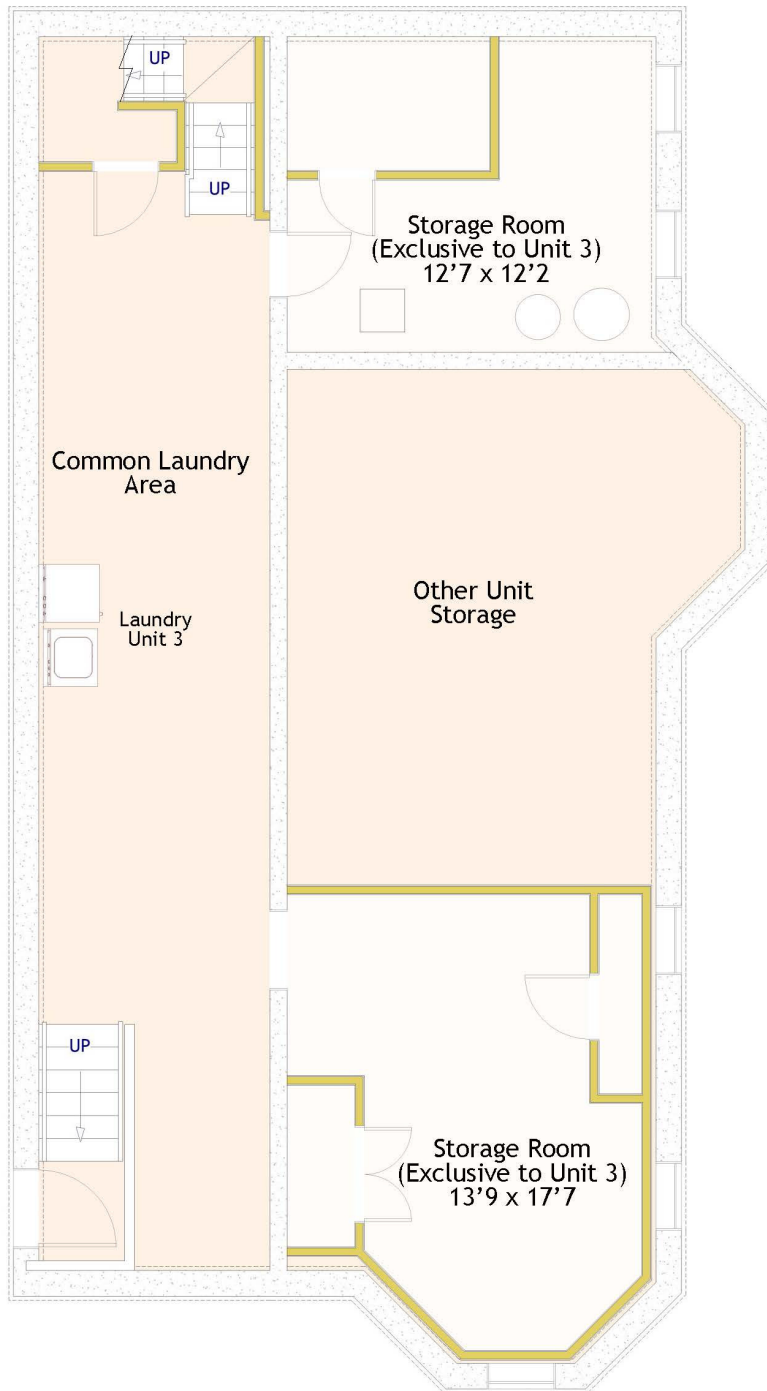 UP
UP
Storage Room
(Exclusive to Unit 3)
12'7 x 12'2
Common Laundry
Area
Laundry
Unit 3
Other Unit
Storage
UP
Storage Room
(Exclusive to Unit 3)
13'9 x 17'7